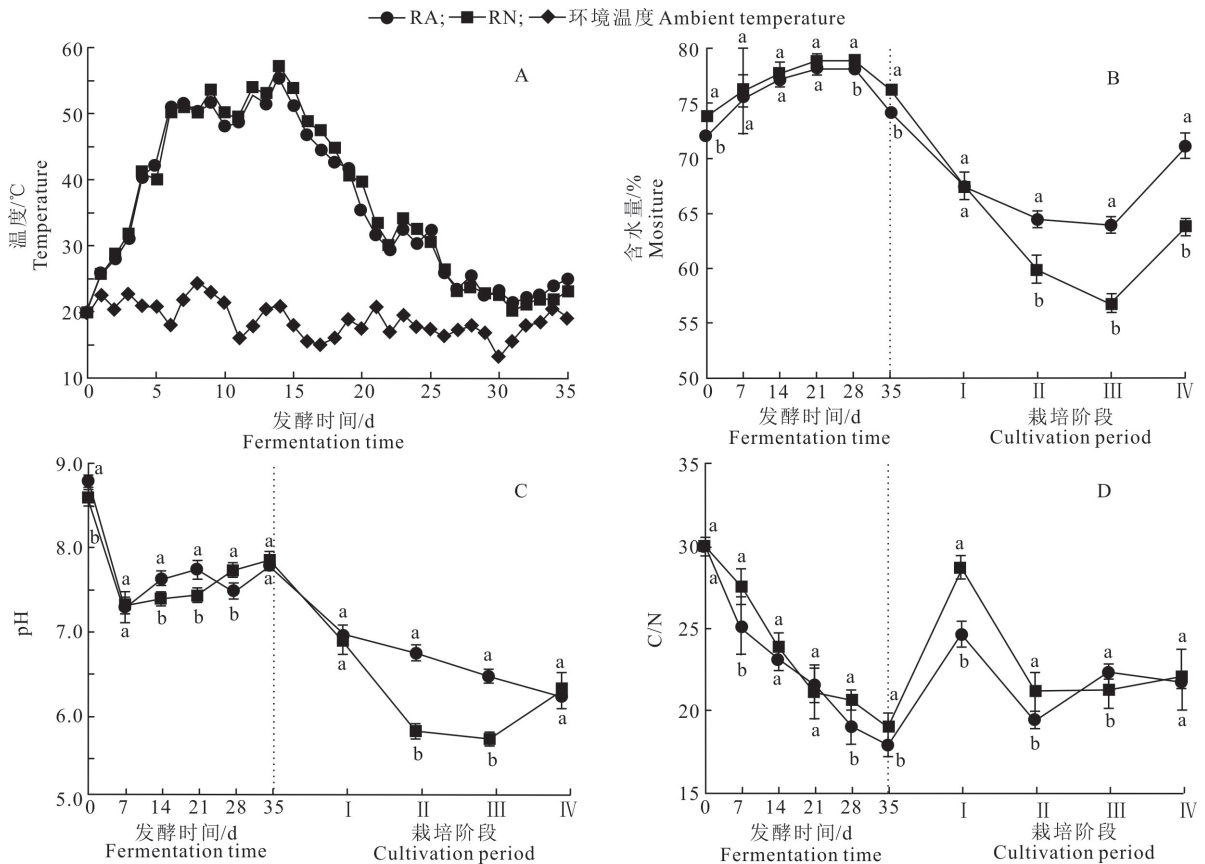 RA; RN; 环境温度 Ambient temperature
60
50
40
30
20
10
温度/℃
Temperature
A
0 5 10 15 20 25 30 35
发酵时间/d
Fermentation time
80
75
70
65
60
55
50
含水量/%
Mositure
B
a a a a a a a a a a
b a a a b b a b b b
0 7 14 21 28 35 I II III IV
发酵时间/d 栽培阶段
Fermentation time Cultivation period
9.0
8.0
7.0
6.0
5.0
pH
C
a a a a a a a a a
b a b b b a a b b a
0 7 14 21 28 35 I II III IV
发酵时间/d 栽培阶段
Fermentation time Cultivation period
35
30
25
20
15
C/N
D
a a a a a a a a a a
a b a a b b b b a
0 7 14 21 28 35 I II III IV
发酵时间/d 栽培阶段
Fermentation time Cultivation period